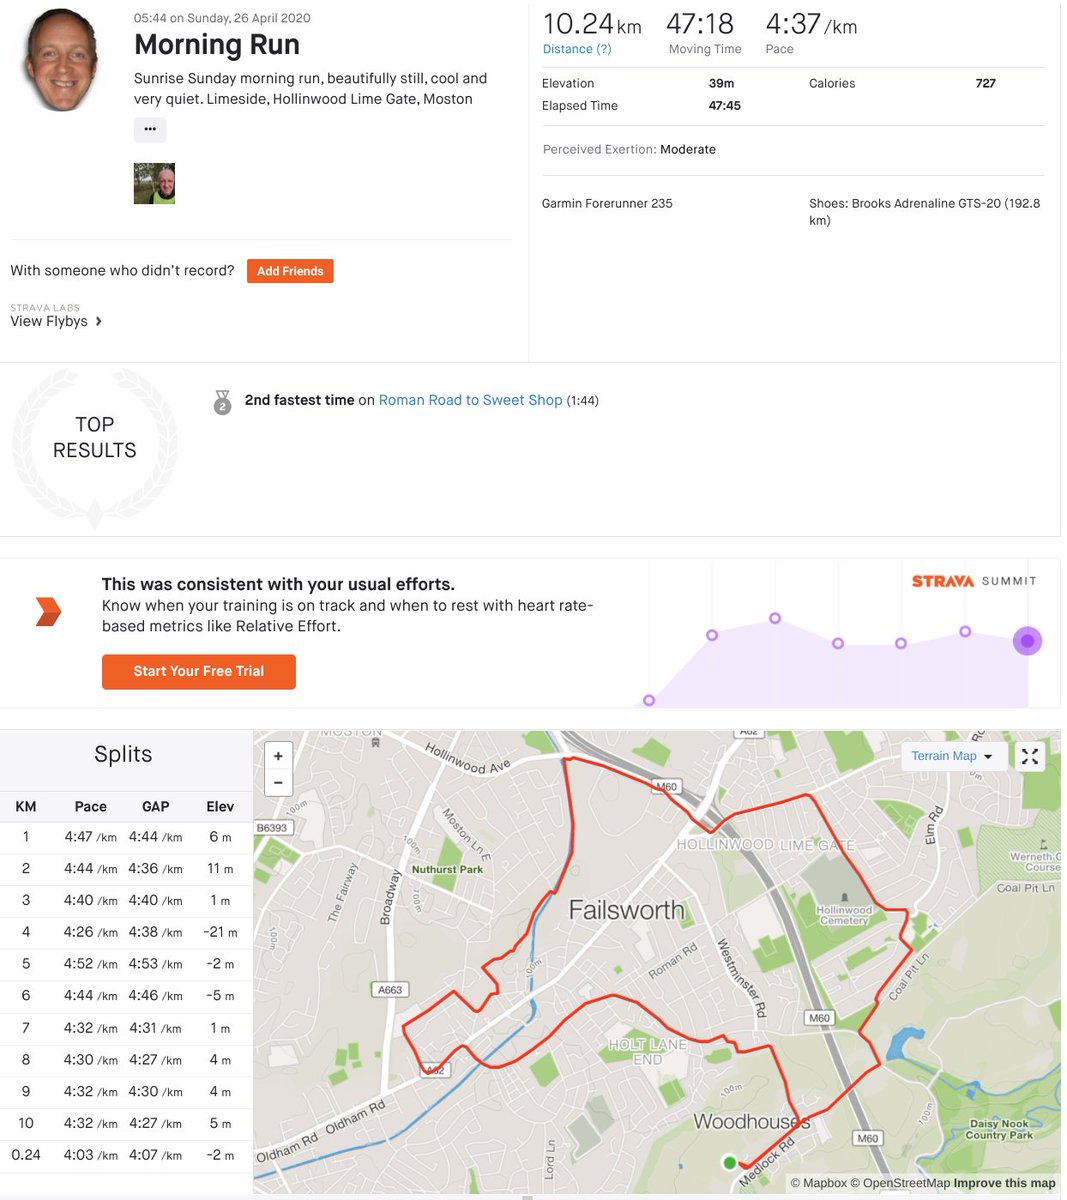 05:44 on Sunday, 26 April 2020
Morning Run
Sunrise Sunday morning run, beautifully still, cool and
very quiet. Limeside, Hollinwood Lime Gate, Moston
•••
With someone who didn't record?
Add Friends
STRAVA LABS
View Flybys
10.24 km
47:18
4:37 /km
Distance (?)
Moving Time
Pace
Elevation
39m
Calories
727
Elapsed Time
47:45
Perceived Exertion: Moderate
Garmin Forerunner 235
Shoes: Brooks Adrenaline GTS-20 (192.8
km)
TOP
RESULTS
2
2nd fastest time on Roman Road to Sweet Shop (1:44)
This was consistent with your usual efforts.
Know when your training is on track and when to rest with heart rate-
based metrics like Relative Effort.
Start Your Free Trial
STRAVA SUMMIT
Splits
KM Pace GAP Elev
1 4:47 /km 4:44 /km 6 m
2 4:44 /km 4:36 /km 11 m
3 4:40 /km 4:40 /km 1 m
4 4:26 /km 4:38 /km -21 m
5 4:52 /km 4:53 /km -2 m
6 4:44 /km 4:46 /km -5 m
7 4:32 /km 4:31 /km 1 m
8 4:30 /km 4:27 /km 4 m
9 4:32 /km 4:30 /km 4 m
10 4:32 /km 4:27 /km 5 m
0.24 4:03 /km 4:07 /km -2 m
+
−
MOSTON
Hollinwood Ave
A62
Terrain Map
M60
100m
B6393
Moston Ln E
100m
HOLLINWOOD LIME GATE
Elm Rd
Werneth G
Course
Nuthurst Park
The Fairway
Broadway
100m
Coal Pit Ln
Failsworth
Hollinwood
Cemetery
100m
Roman Rd
Westminster Rd
100m
Coal Pit Ln
A663
M60
HOLT LANE
END
A62
100m
Oldham Rd
Oldham Rd
Woodhouses
100m
Daisy Nook
Country Park
M60
Lord Ln
Medlock Rd
© Mapbox © OpenStreetMap Improve this map